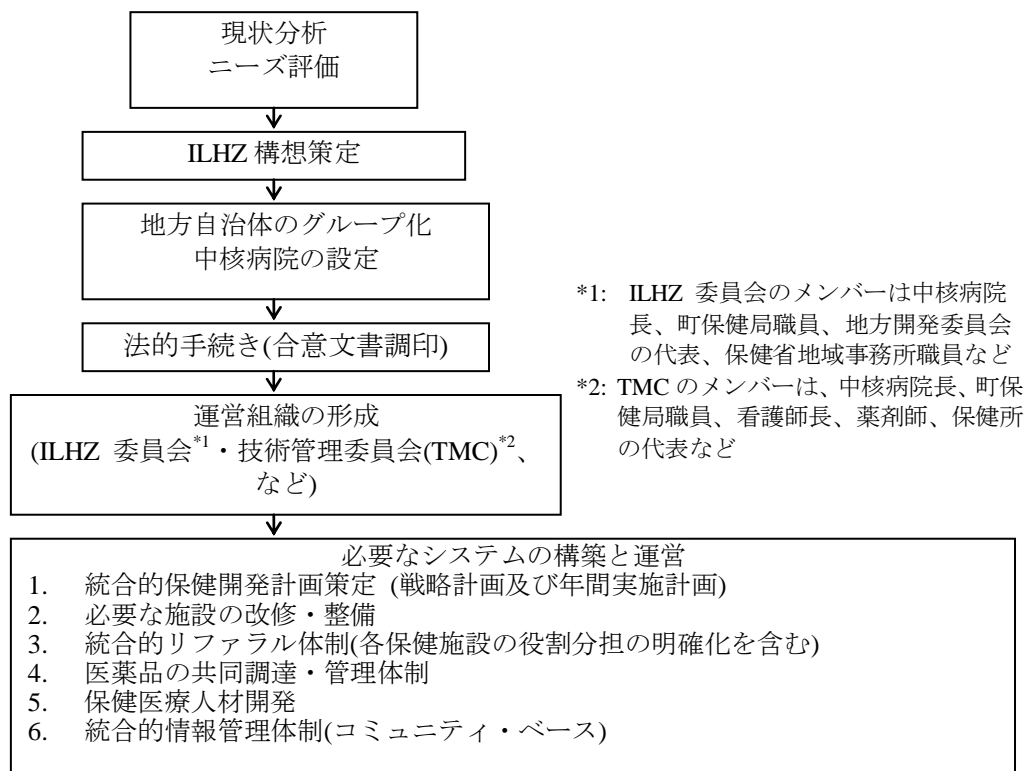 現状分析
ニーズ評価
ILHZ 構想策定
地方自治体のグループ化
中核病院の設定
法的手続き(合意文書調印)
運営組織の形成
(ILHZ 委員会*1・技術管理委員会(TMC)*2、
など)
*1: ILHZ 委員会のメンバーは中核病院
長、町保健局職員、地方開発委員会
の代表、保健省地域事務所職員など
*2: TMC のメンバーは、中核病院長、町保
健局職員、看護師長、薬剤師、保健所
の代表など
必要なシステムの構築と運営
1. 統合的保健開発計画策定 (戦略計画及び年間実施計画)
2. 必要な施設の改修・整備
3. 統合的リファラル体制(各保健施設の役割分担の明確化を含む)
4. 医薬品の共同調達・管理体制
5. 保健医療人材開発
6. 統合的情報管理体制(コミュニティ・ベース)